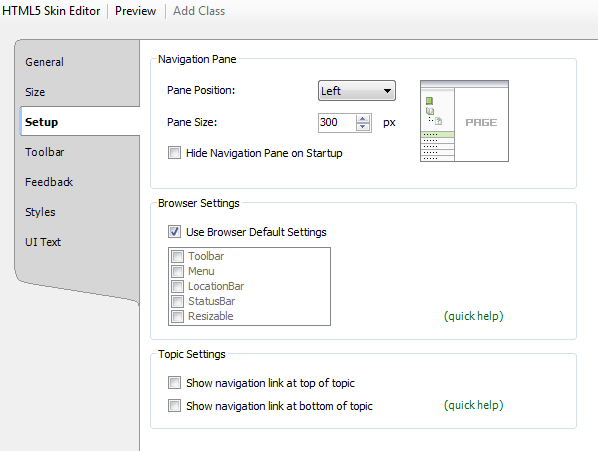 HTML5 Skin Editor Preview Add Class
General
Size
Setup
Toolbar
Feedback
Styles
UI Text
Navigation Pane
Pane Position: Left
Pane Size: 300 px
PAGE
Hide Navigation Pane on Startup
Browser Settings
Use Browser Default Settings
Toolbar
Menu
LocationBar
StatusBar
Resizable
(quick help)
Topic Settings
Show navigation link at top of topic
Show navigation link at bottom of topic
(quick help)